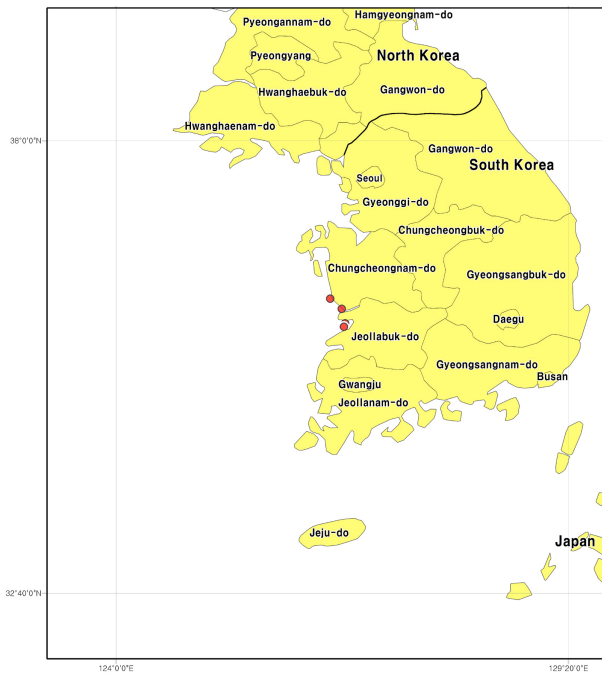 Hamgyeongnam-do
Pyeongannam-do
North Korea
Pyeongyang
Gangwon-do
Hwanghaebuk-do
Hwanghaenam-do
38°0'0"N
Gangwon-do
South Korea
Seoul
Gyeonggi-do
Chungcheongbuk-do
Chungcheongnam-do
Gyeongsangbuk-do
Daegu
Jeollabuk-do
Gyeongsangnam-do
Busan
Gwangju
Jeollanam-do
Jeju-do
Japan
32°40'0"N
124°0'0"E
129°20'0"E